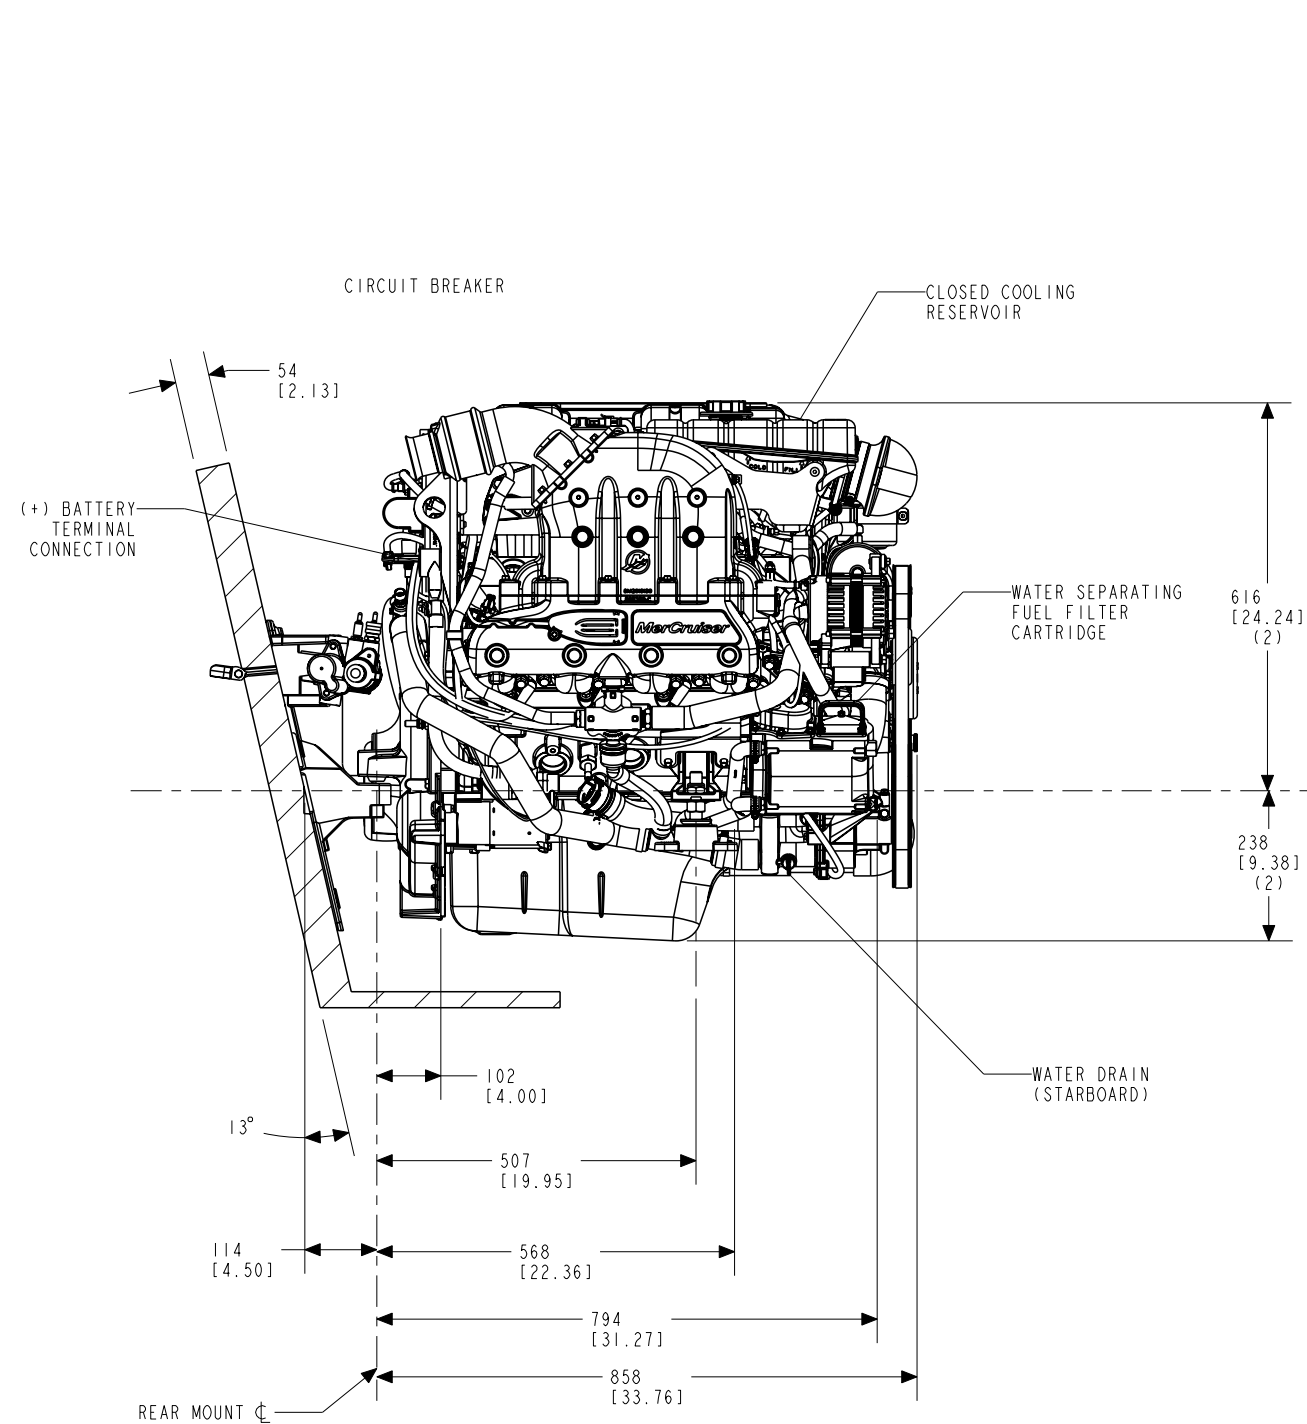 CIRCUIT BREAKER
CLOSED COOLING
RESERVOIR
54
[2.13]
(+) BATTERY
TERMINAL
CONNECTION
COLD FILL
WATER SEPARATING
FUEL FILTER
CARTRIDGE
616
[24.24]
(2)
MerCruiser
238
[9.38]
(2)
102
[4.00]
WATER DRAIN
(STARBOARD)
13°
507
[19.95]
114
[4.50]
568
[22.36]
794
[31.27]
858
[33.76]
REAR MOUNT ℄